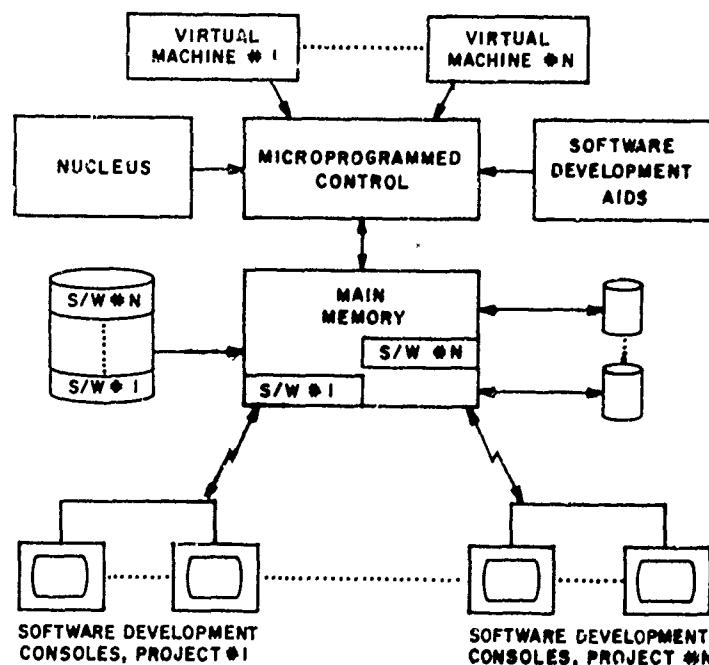 VIRTUAL
MACHINE #1
VIRTUAL
MACHINE #N
NUCLEUS
MICROPROGRAMMED
CONTROL
SOFTWARE
DEVELOPMENT
AIDS
S/W #N
S/W #1
MAIN
MEMORY
S/W #N
S/W #1
SOFTWARE DEVELOPMENT
CONSOLES, PROJECT #1
SOFTWARE DEVELOPMENT
CONSOLES, PROJECT #N